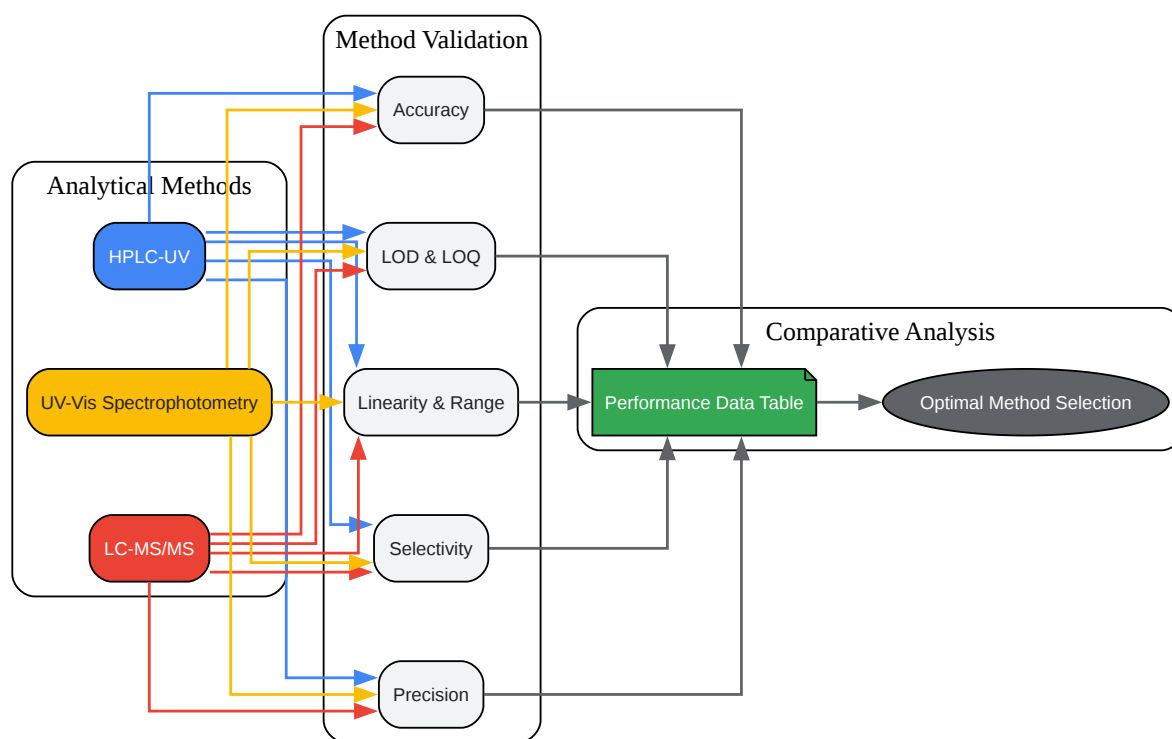 Method Validation
Accuracy
Analytical Methods
HPLC-UV
LOD & LOQ
Comparative Analysis
UV-Vis Spectrophotometry
Linearity & Range
Performance Data Table
Optimal Method Selection
LC-MS/MS
Selectivity
Precision